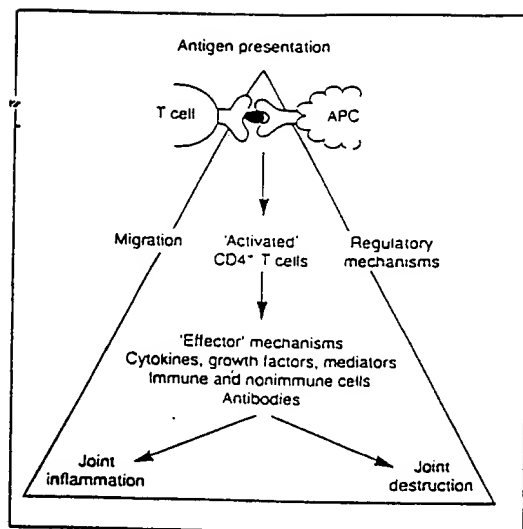 Antigen presentation
T cell
APC
Migration
'Activated'
CD4⁺ T cells
Regulatory
mechanisms
'Effector' mechanisms
Cytokines, growth factors, mediators
Immune and nonimmune cells
Antibodies
Joint
inflammation
Joint
destruction